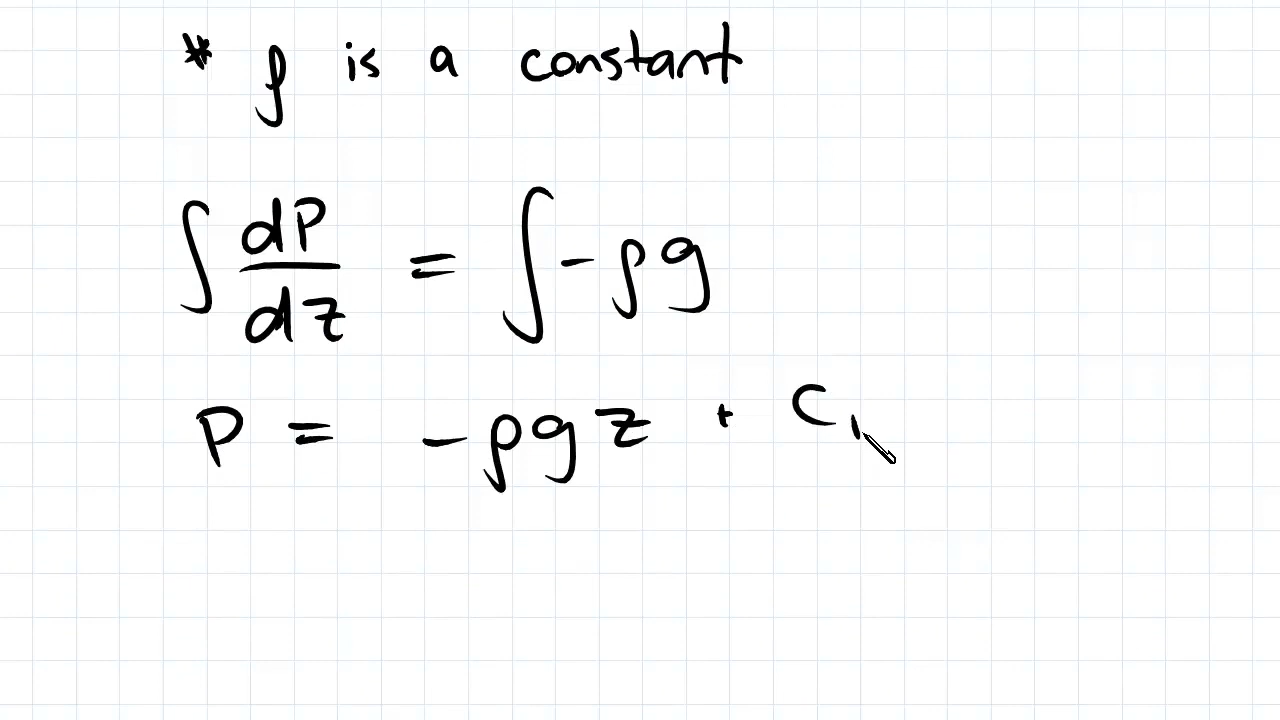 * ρ is a constant
∫ dP/dz = ∫ -ρg
P = -ρgz + C₁